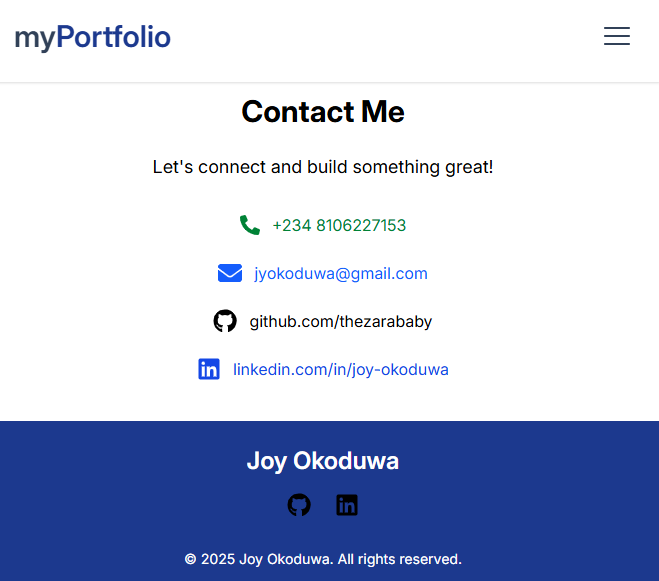 myPortfolio
Contact Me
Let's connect and build something great!
+234 8106227153
jyokoduwa@gmail.com
github.com/thezarababy
linkedin.com/in/joy-okoduwa
Joy Okoduwa
© 2025 Joy Okoduwa. All rights reserved.